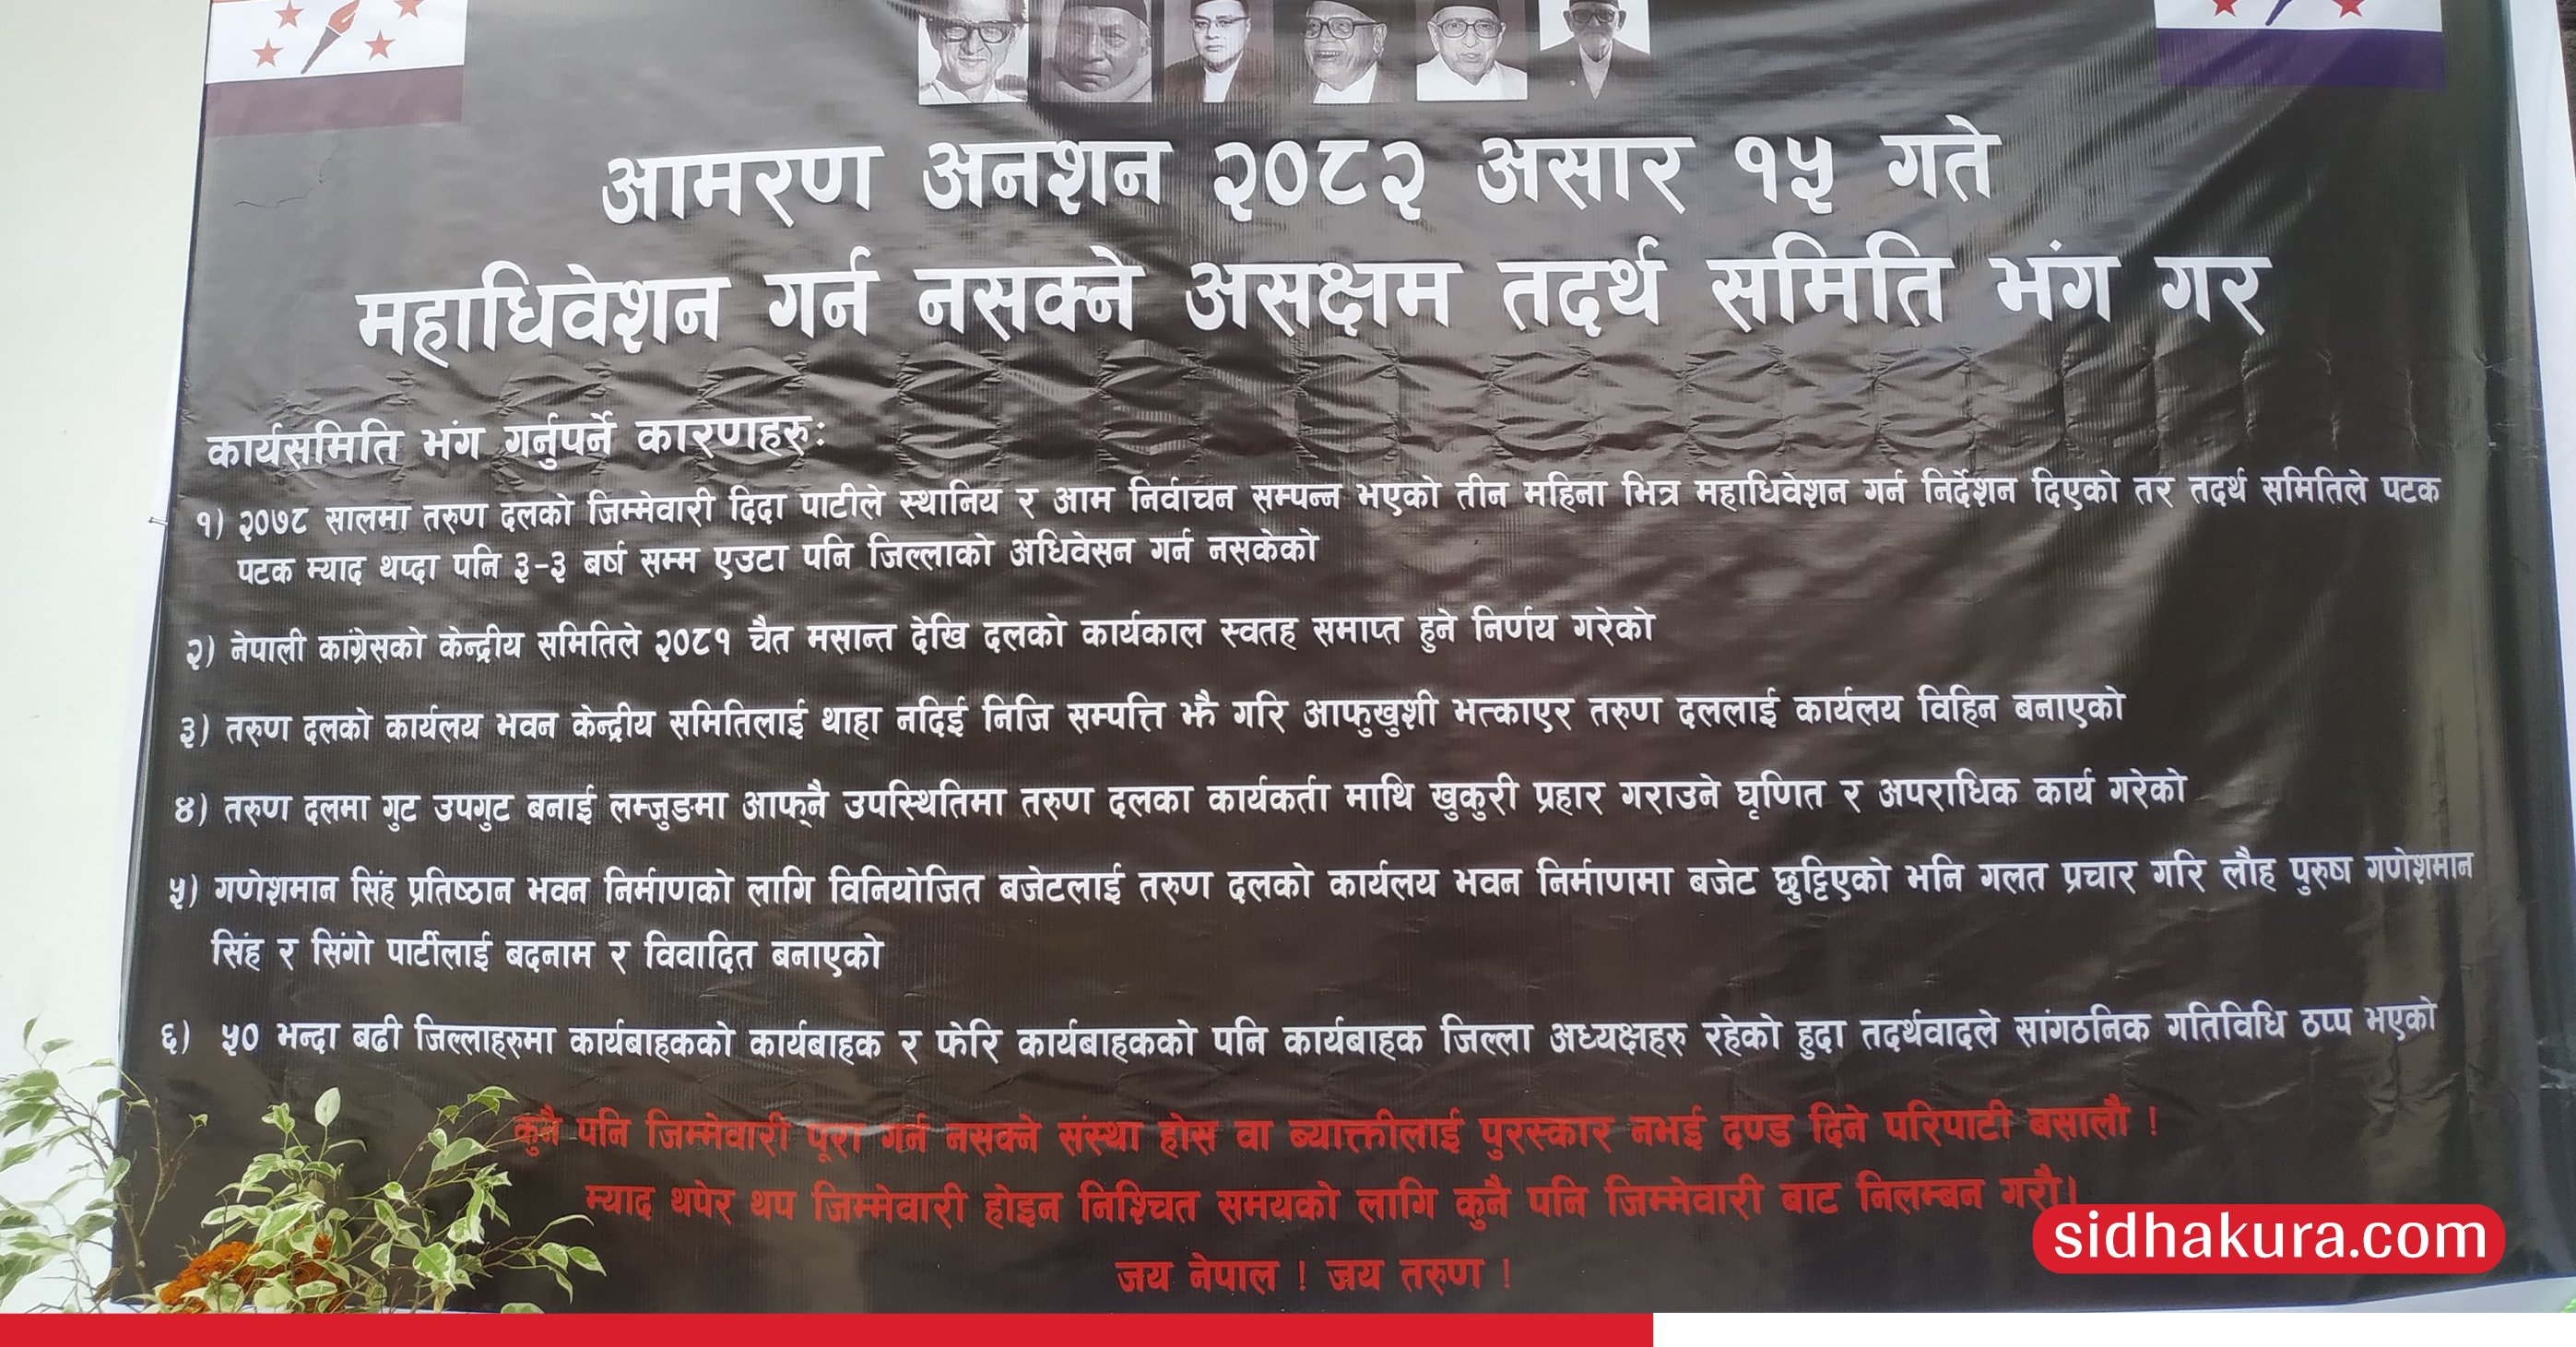 आमरण अनशन २०८२ असार १५ गते
महाधिवेशन गर्न नसक्ने असक्षम तदर्थ समिति भंग गर
कार्यसमिति भंग गर्नुपर्ने कारणहरुः
१) २०७८ सालमा तरुण दलको जिम्मेवारी दिदा पाटीले स्थानिय र आम निर्वाचन सम्पन्न भएको तीन महिना भित्र महाधिवेशन गर्न निर्देशन दिएको तर तदर्थ समितिले पटक
पटक म्याद थप्दा पनि ३-३ बर्ष सम्म एउटा पनि जिल्लाको अधिवेसन गर्न नसकेको
२) नेपाली कांग्रेसको केन्द्रीय समितिले २०८१ चैत मसान्त देखि दलको कार्यकाल स्वतह समाप्त हुने निर्णय गरेको
३) तरुण दलको कार्यलय भवन केन्द्रीय समितिलाई थाहा नदिई निजि सम्पत्ति झै गरि आफुखुशी भत्काएर तरुण दललाई कार्यलय विहिन बनाएको
४) तरुण दलमा गुट उपगुट बनाई लम्जुङमा आफ्‌नै उपस्थितिमा तरुण दलका कार्यकर्ता माथि खुकुरी प्रहार गराउने घृणित र अपराधिक कार्य गरेको
५) गणेशमान सिंह प्रतिष्ठान भवन निर्माणको लागि विनियोजित बजेटलाई तरुण दलको कार्यलय भवन निर्माणमा बजेट छुट्टिएको भनि गलत प्रचार गरि लौह पुरुष गणेशमान
सिंह र सिंगो पार्टीलाई बदनाम र विवादित बनाएको
६) ५० भन्दा बढी जिल्लाहरुमा कार्यबाहकको कार्यबाहक र फेरि कार्यबाहकको पनि कार्यबाहक जिल्ला अध्यक्षहरु रहेको हुदा तदर्थवादले सांगठनिक गतिविधि ठप्प भएको
कुनै पनि जिम्मेवारी पूरा गर्न नसक्ने संस्था होस वा ब्याक्तीलाई पुरस्कार नभई दण्ड दिने परिपाटी बसालौ !
म्याद थपेर थप जिम्मेवारी होइन निश्चित समयको लागि कुनै पनि जिम्मेवारी बाट निलम्बन गरौ।
जय नेपाल ! जय तरुण !
sidhakura.com